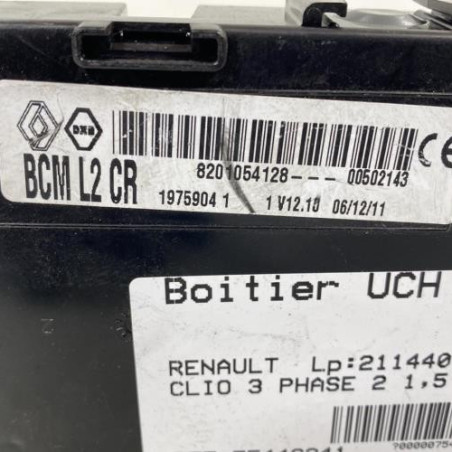 BCM L2 CR
8201054128--- 00502143
1975904 1 1 V12.10 06/12/11
CE
Boitier UCH
RENAULT Lp:211440
CLIO 3 PHASE 2 1,5